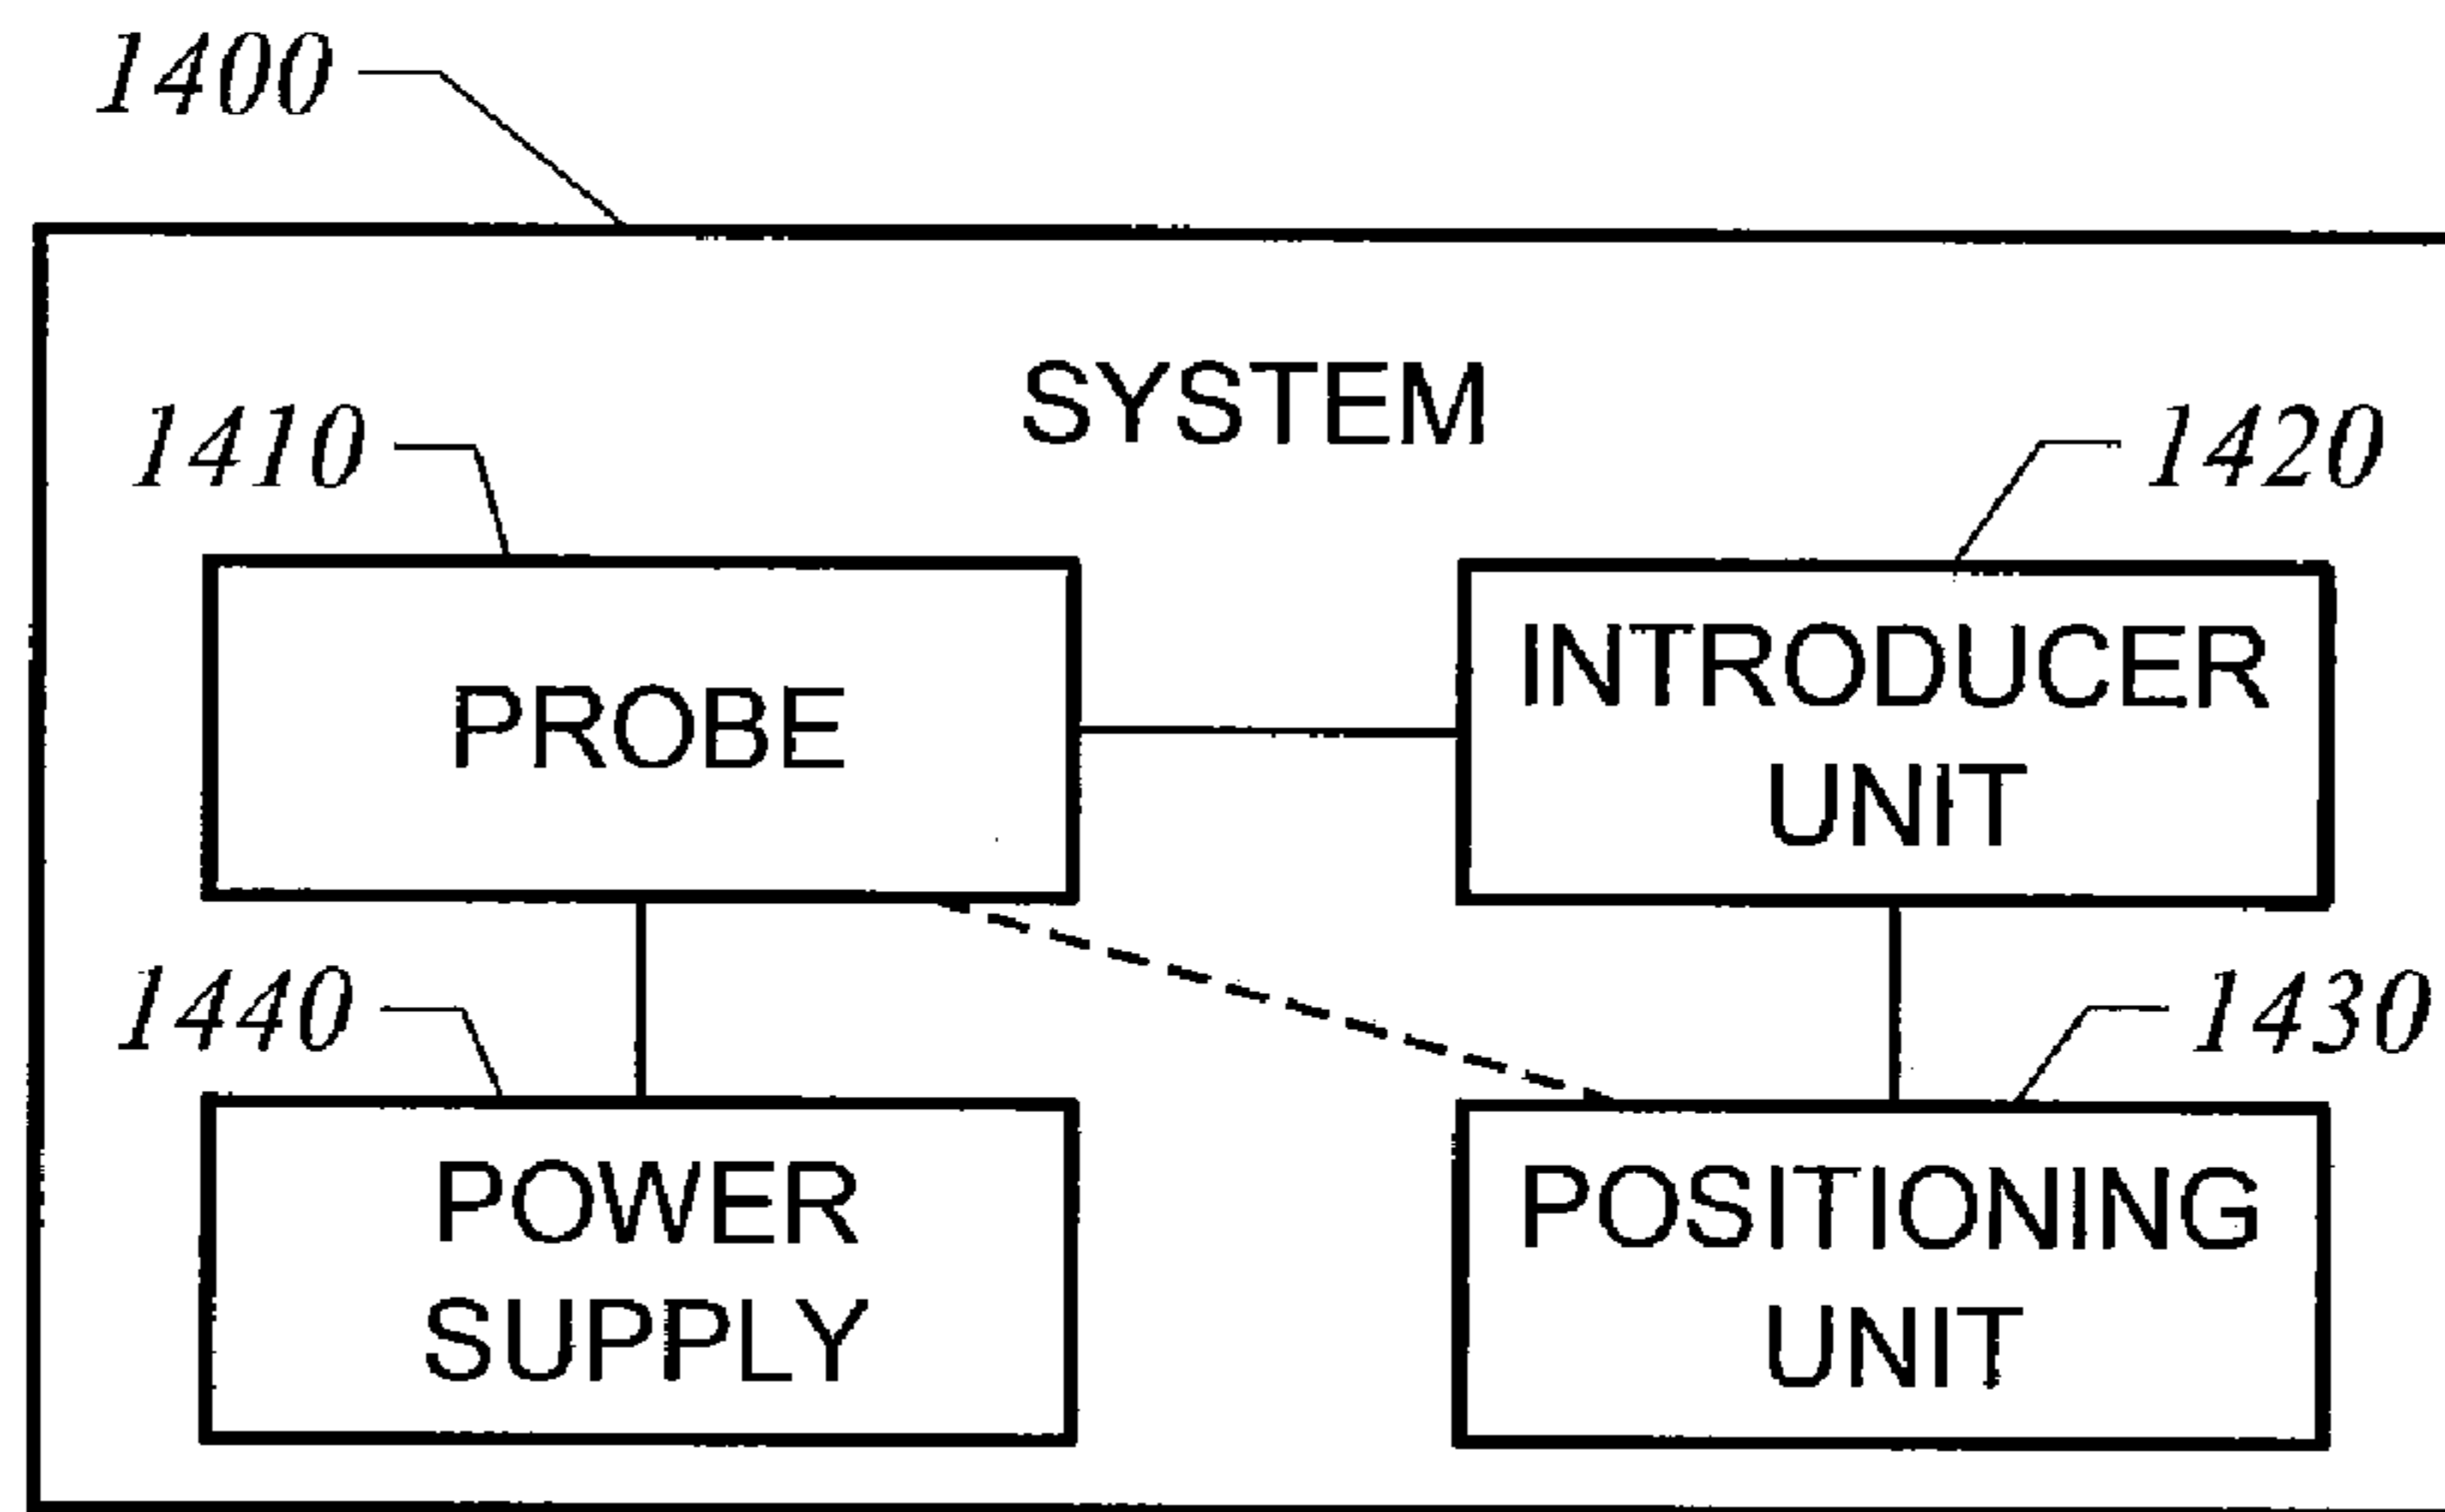 1400
SYSTEM
1410
1420
PROBE
INTRODUCER
UNIT
1440
1430
POWER
SUPPLY
POSITIONING
UNIT